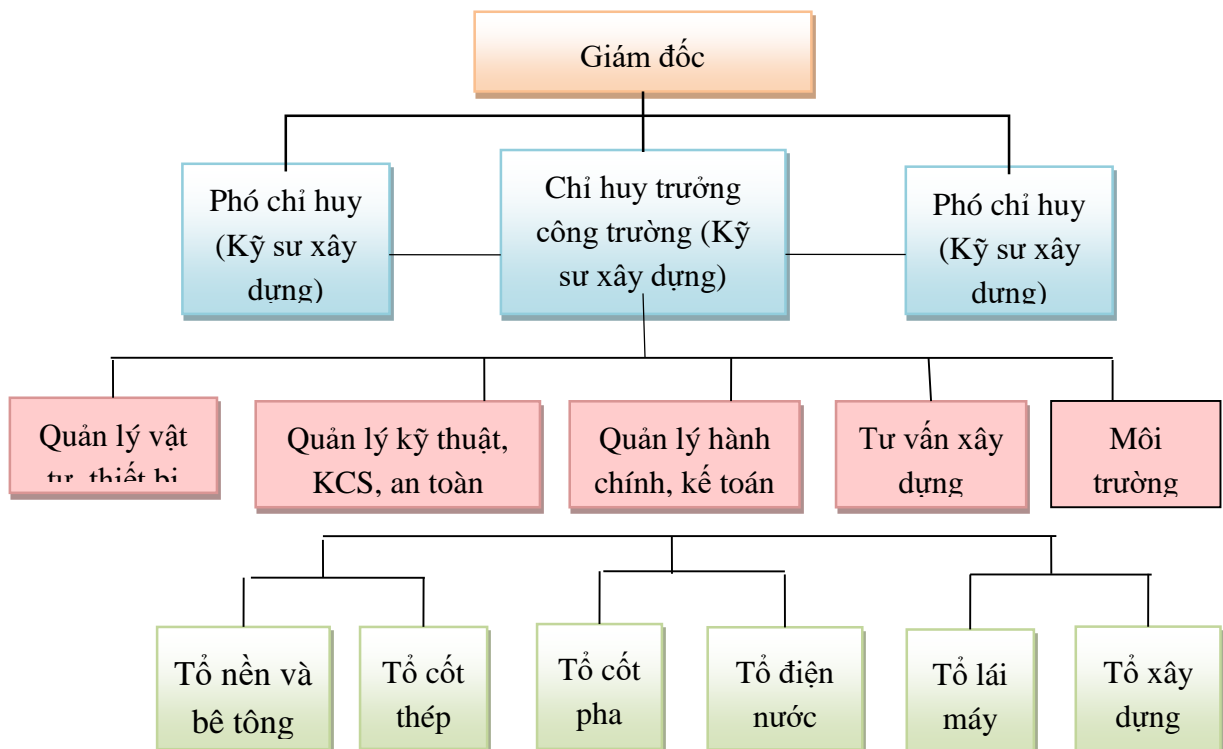 Giám đốc
Phó chỉ huy
(Kỹ sư xây
dựng)
Chỉ huy trưởng
công trường (Kỹ
sư xây dựng)
Phó chỉ huy
(Kỹ sư xây
dựng)
Quản lý vật
tư, thiết bị
Quản lý kỹ thuật,
KCS, an toàn
Quản lý hành
chính, kế toán
Tư vấn xây
dựng
Môi
trường
Tổ nền và
bê tông
Tổ cốt
thép
Tổ cốt
pha
Tổ điện
nước
Tổ lái
máy
Tổ xây
dựng